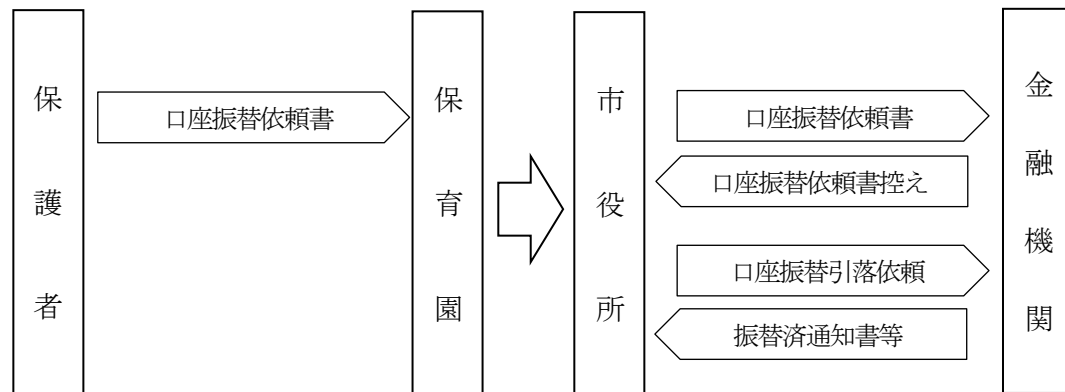 保護者
口座振替依頼書
保育園
市役所
口座振替依頼書
口座振替依頼書控え
口座振替引落依頼
振替済通知書等
金融機関